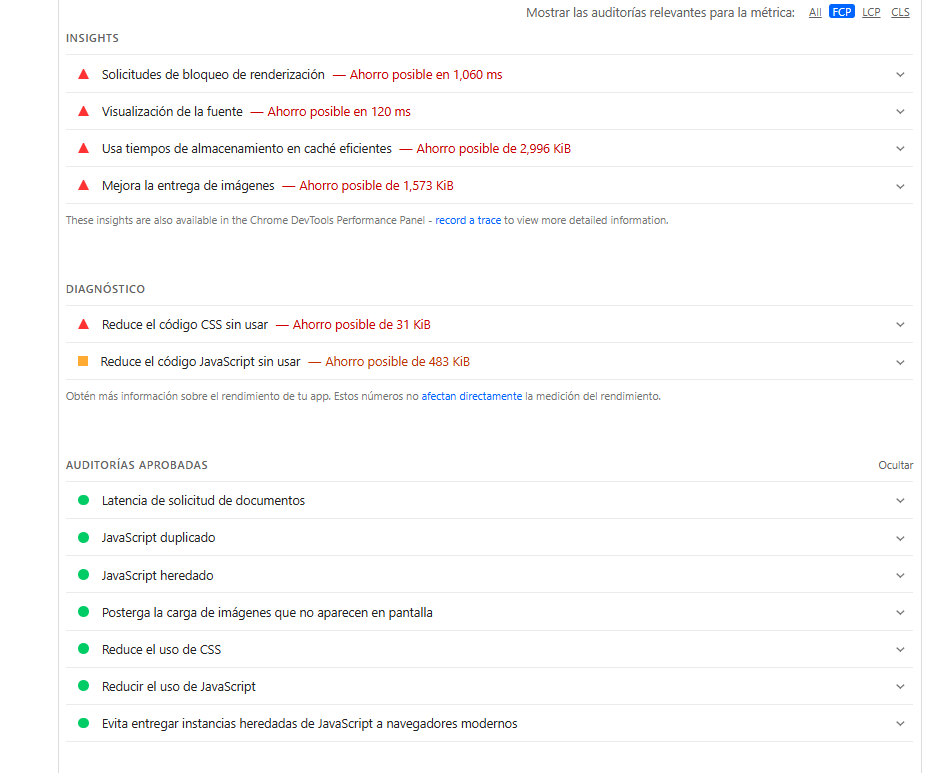 Mostrar las auditorías relevantes para la métrica: All FCP LCP CLS
INSIGHTS
Solicitudes de bloqueo de renderización — Ahorro posible en 1,060 ms
Visualización de la fuente — Ahorro posible en 120 ms
Usa tiempos de almacenamiento en caché eficientes — Ahorro posible de 2,996 KiB
Mejora la entrega de imágenes — Ahorro posible de 1,573 KiB
These insights are also available in the Chrome DevTools Performance Panel - record a trace to view more detailed information.
DIAGNÓSTICO
Reduce el código CSS sin usar — Ahorro posible de 31 KiB
Reduce el código JavaScript sin usar — Ahorro posible de 483 KiB
Obtén más información sobre el rendimiento de tu app. Estos números no afectan directamente la medición del rendimiento.
AUDITORÍAS APROBADAS Ocultar
Latencia de solicitud de documentos
JavaScript duplicado
JavaScript heredado
Posterga la carga de imágenes que no aparecen en pantalla
Reduce el uso de CSS
Reducir el uso de JavaScript
Evita entregar instancias heredadas de JavaScript a navegadores modernos